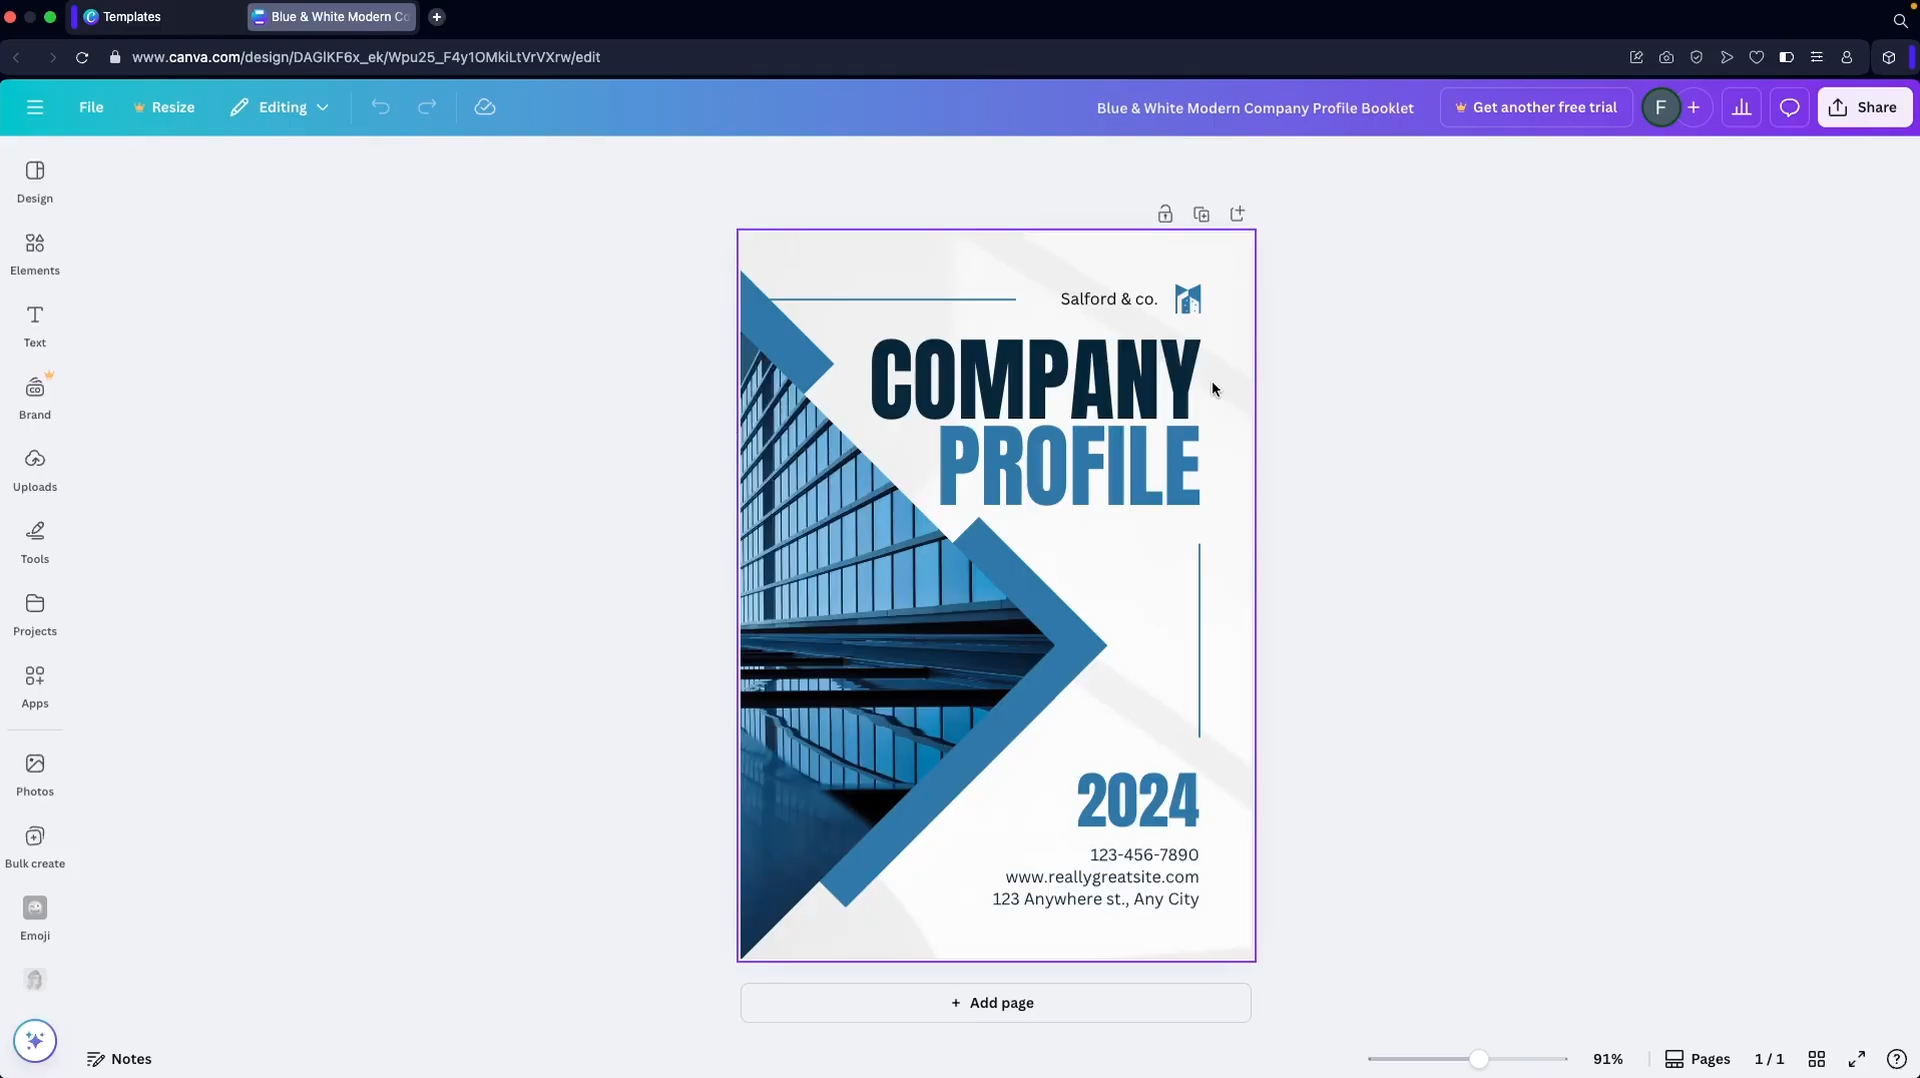 Templates
Blue & White Modern Co
www.canva.com/design/DAGlKF6x_ek/Wpu25_F4y1OMkiLtVrVXrw/edit
File
Resize
Editing
Blue & White Modern Company Profile Booklet
Get another free trial
F
Share
Design
Elements
Text
Brand
Uploads
Tools
Projects
Apps
Photos
Bulk create
Emoji
Salford & co.
COMPANY
PROFILE
2024
123-456-7890
www.reallygreatsite.com
123 Anywhere st., Any City
+ Add page
Notes
91%
Pages
1 / 1